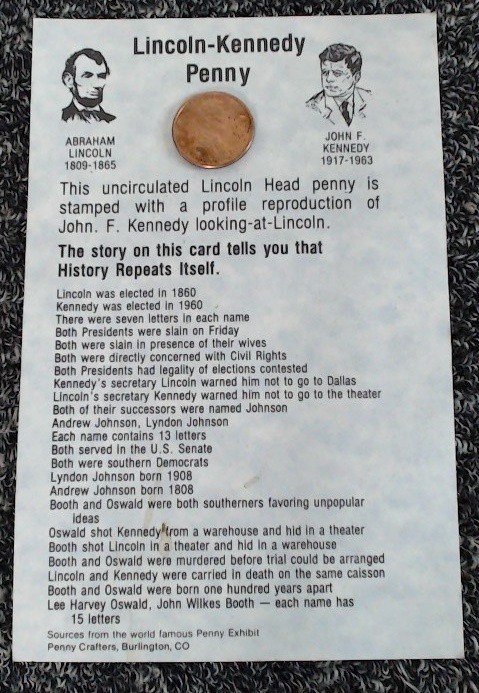 Lincoln-Kennedy
Penny
ABRAHAM
LINCOLN
1809-1865
JOHN F.
KENNEDY
1917-1963
This uncirculated Lincoln Head penny is
stamped with a profile reproduction of
John. F. Kennedy looking-at-Lincoln.
The story on this card tells you that
History Repeats Itself.
Lincoln was elected in 1860
Kennedy was elected in 1960
There were seven letters in each name
Both Presidents were slain on Friday
Both were slain in presence of their wives
Both were directly concerned with Civil Rights
Both Presidents had legality of elections contested
Kennedy's secretary Lincoln warned him not to go to Dallas
Lincoln's secretary Kennedy warned him not to go to the theater
Both of their successors were named Johnson
Andrew Johnson, Lyndon Johnson
Each name contains 13 letters
Both served in the U.S. Senate
Both were southern Democrats
Lyndon Johnson born 1908
Andrew Johnson born 1808
Booth and Oswald were both southerners favoring unpopular
ideas
Oswald shot Kennedy from a warehouse and hid in a theater
Booth shot Lincoln in a theater and hid in a warehouse
Booth and Oswald were murdered before trial could be arranged
Lincoln and Kennedy were carried in death on the same caisson
Booth and Oswald were born one hundred years apart
Lee Harvey Oswald, John Wilkes Booth — each name has
15 letters
Sources from the world famous Penny Exhibit
Penny Crafters, Burlington, CO